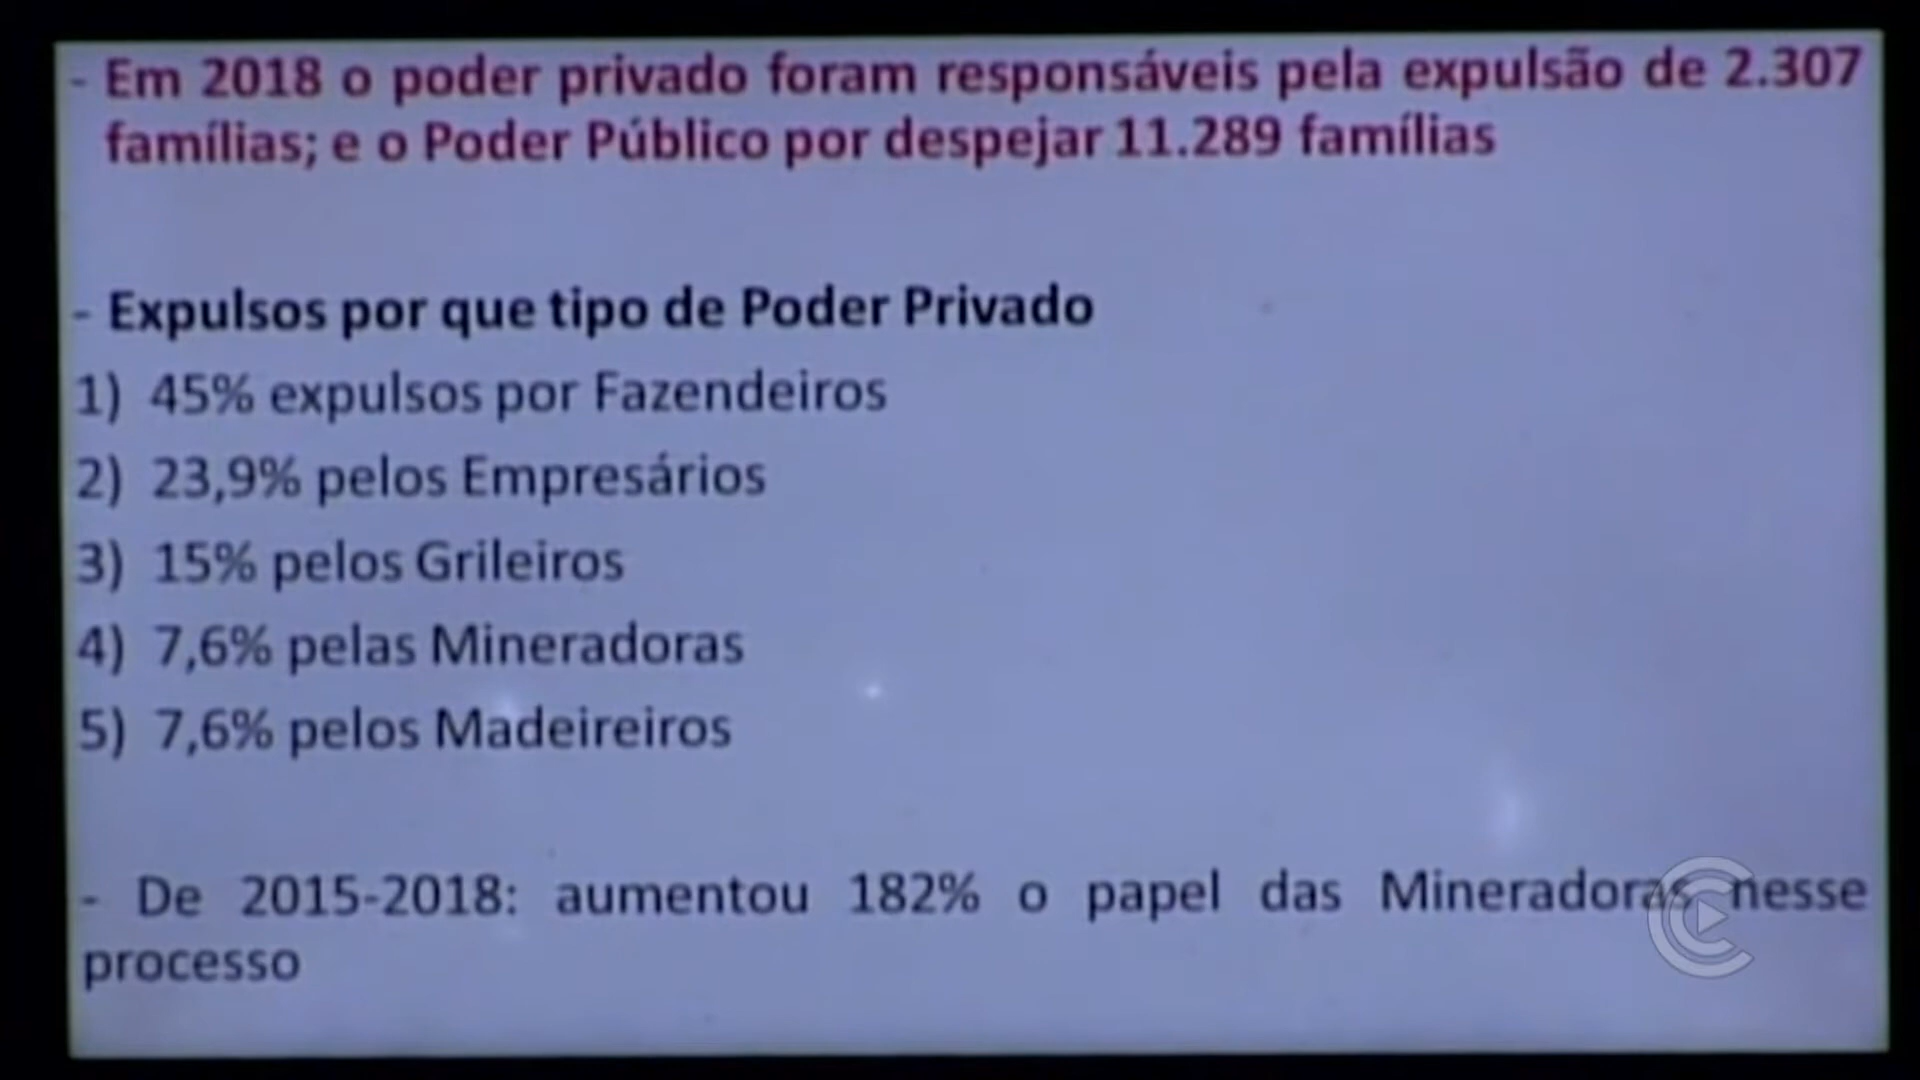 - Em 2018 o poder privado foram responsáveis pela expulsão de 2.307
famílias; e o Poder Público por despejar 11.289 famílias
- Expulsos por que tipo de Poder Privado
1) 45% expulsos por Fazendeiros
2) 23,9% pelos Empresários
3) 15% pelos Grileiros
4) 7,6% pelas Mineradoras
5) 7,6% pelos Madeireiros
- De 2015-2018: aumentou 182% o papel das Mineradoras nesse
processo